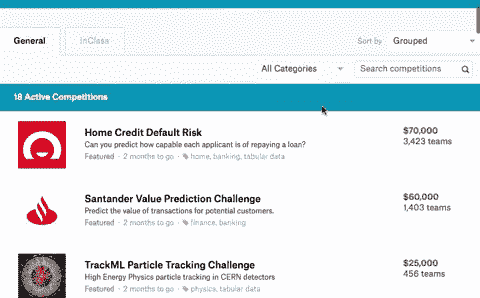 General
InClass
Sort by
Grouped
All Categories
Search competitions
18 Active Competitions
Home Credit Default Risk
$70,000
Can you predict how capable each applicant is of repaying a loan?
3,423 teams
Featured · 2 months to go · home, banking, tabular data
Santander Value Prediction Challenge
$60,000
Predict the value of transactions for potential customers.
1,403 teams
Featured · 2 months to go · finance, banking
TrackML Particle Tracking Challenge
$25,000
High Energy Physics particle tracking in CERN detectors
456 teams
Featured · 2 months to go · physics, tabular data